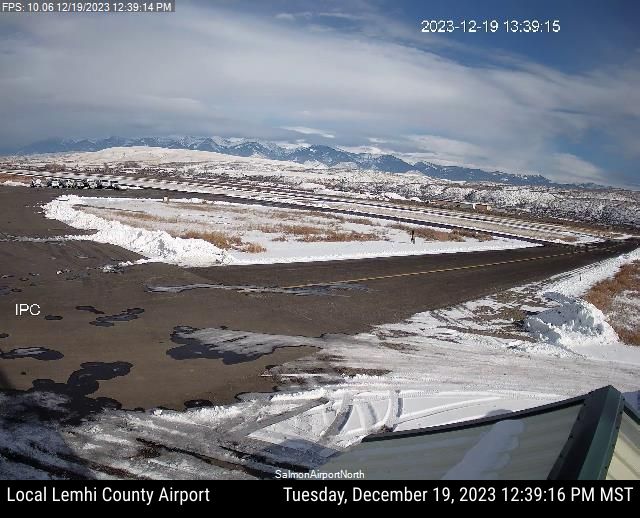 FPS: 10.06 12/19/2023 12:39:14 PM
2023-12-19 13:39:15
IPC
SalmonAirportNorth
Local Lemhi County Airport
Tuesday, December 19, 2023 12:39:16 PM MST